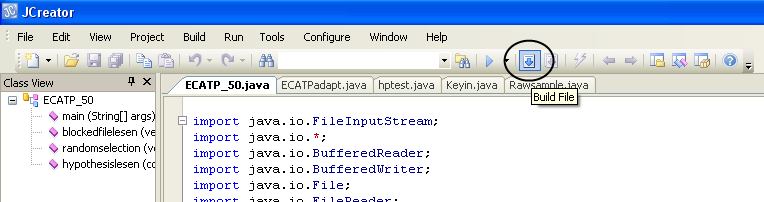 JCreator
File Edit View Project Build Run Tools Configure Window Help
Class View
ECATP_50.java ECATPadapt.java hptest.java Keyin.java Rawsample.java
Build File
ECATP_50
main (String[] args)
blockedfilelesen (ve
randomselection (ve
hypothesislesen (co
import java.io.FileInputStream;
import java.io.*;
import java.io.BufferedReader;
import java.io.BufferedWriter;
import java.io.File;
import java.io.FileReader;